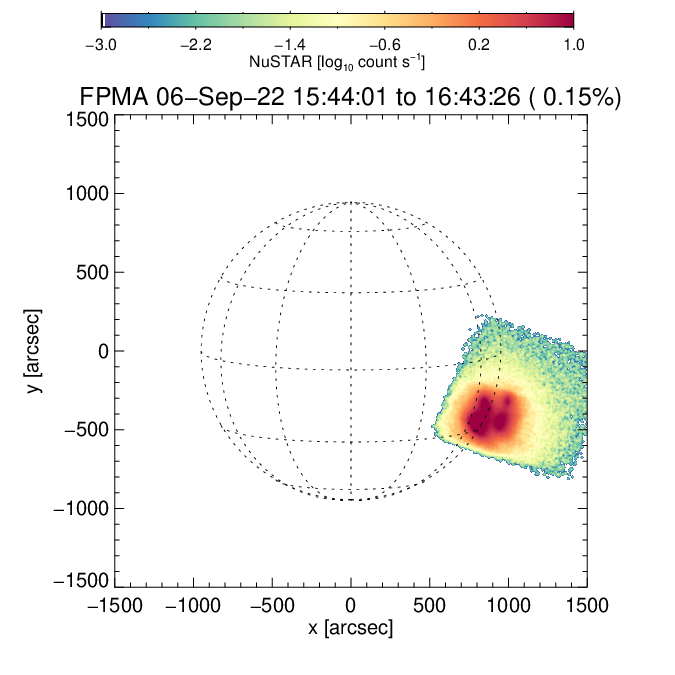 −3.0 −2.2 −1.4 −0.6 0.2 1.0
NuSTAR [log₁₀ count s⁻¹]
FPMA 06−Sep−22 15:44:01 to 16:43:26 ( 0.15%)
1500
1000
500
0
−500
−1000
−1500
y [arcsec]
−1500 −1000 −500 0 500 1000 1500
x [arcsec]